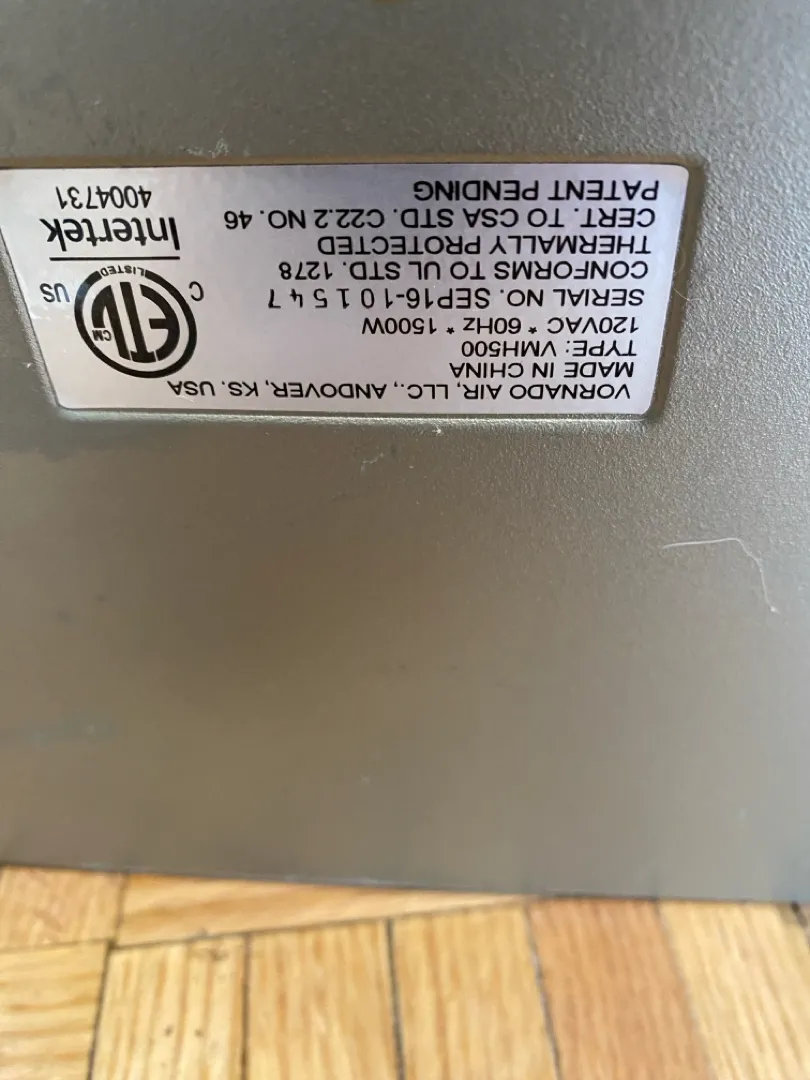 VORNADO AIR, LLC., ANDOVER, KS. USA
MADE IN CHINA
TYPE: VMH500
120VAC * 60Hz * 1500W
SERIAL NO. SEP16-101547
CONFORMS TO UL STD. 1278
THERMALLY PROTECTED
CERT. TO CSA STD. C22.2 NO. 46
PATENT PENDING
C ETL CM US
LISTED
Intertek
4004731